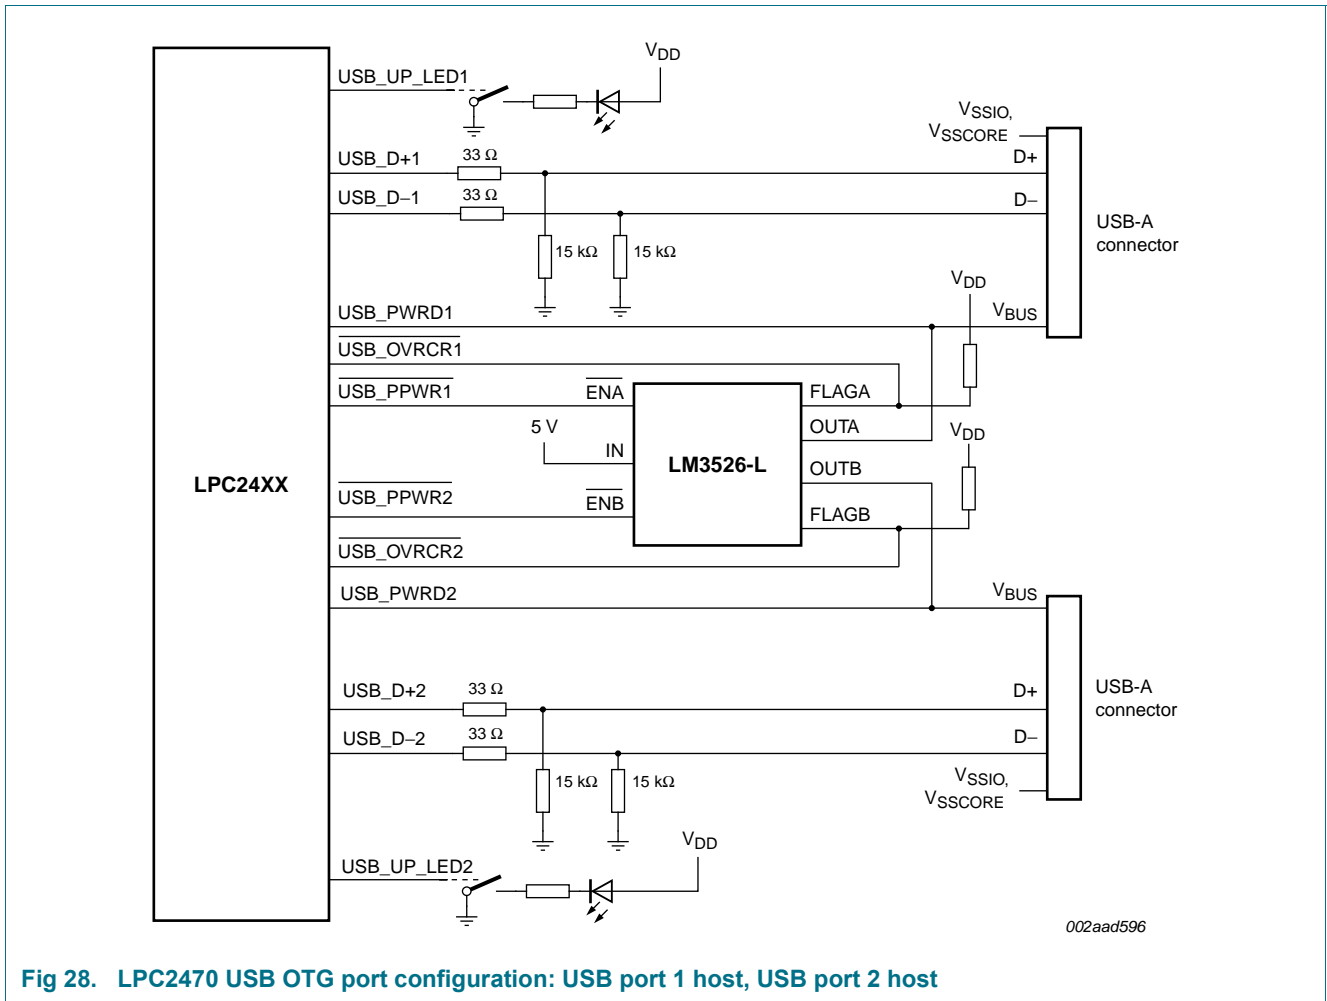 USB_UP_LED1
VDD
VSSIO,
VSSCORE
USB_D+1
33 Ω
D+
USB_D−1
33 Ω
D−
USB-A
connector
15 kΩ
15 kΩ
VDD
USB_PWRD1
VBUS
USB_OVRCR1
USB_PPWR1
ENA
FLAGA
5 V
OUTA
VDD
IN
LM3526-L
LPC24XX
OUTB
USB_PPWR2
ENB
FLAGB
USB_OVRCR2
USB_PWRD2
VBUS
USB_D+2
33 Ω
D+
USB-A
connector
USB_D−2
33 Ω
D−
15 kΩ
15 kΩ
VSSIO,
VSSCORE
VDD
USB_UP_LED2
002aad596
Fig 28. LPC2470 USB OTG port configuration: USB port 1 host, USB port 2 host